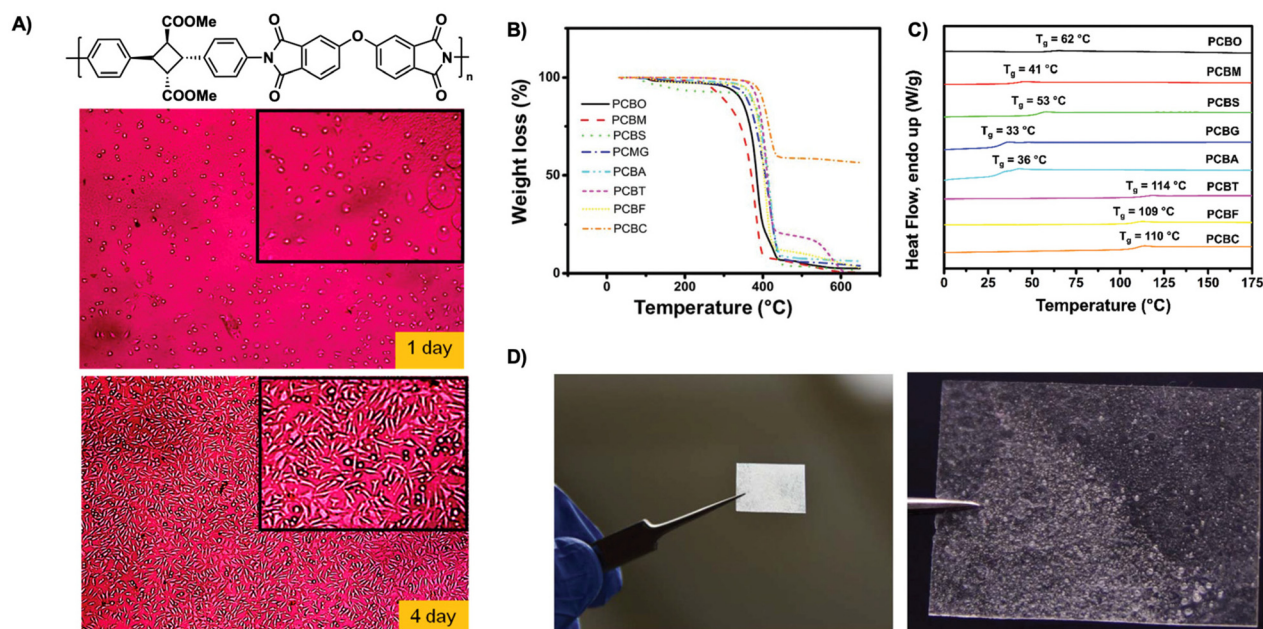 A)
COOMe
COOMe
O
O
N
O
O
O
N
O
n
1 day
4 day
B)
Weight loss (%)
100
50
0
PCBO
PCBM
PCBS
PCMG
PCBA
PCBT
PCBF
PCBC
0
200
400
600
Temperature (°C)
C)
Heat Flow, endo up (W/g)
Tg = 62 °C
PCBO
Tg = 41 °C
PCBM
Tg = 53 °C
PCBS
Tg = 33 °C
PCBG
Tg = 36 °C
PCBA
Tg = 114 °C
PCBT
Tg = 109 °C
PCBF
Tg = 110 °C
PCBC
0
25
50
75
100
125
150
175
Temperature (°C)
D)